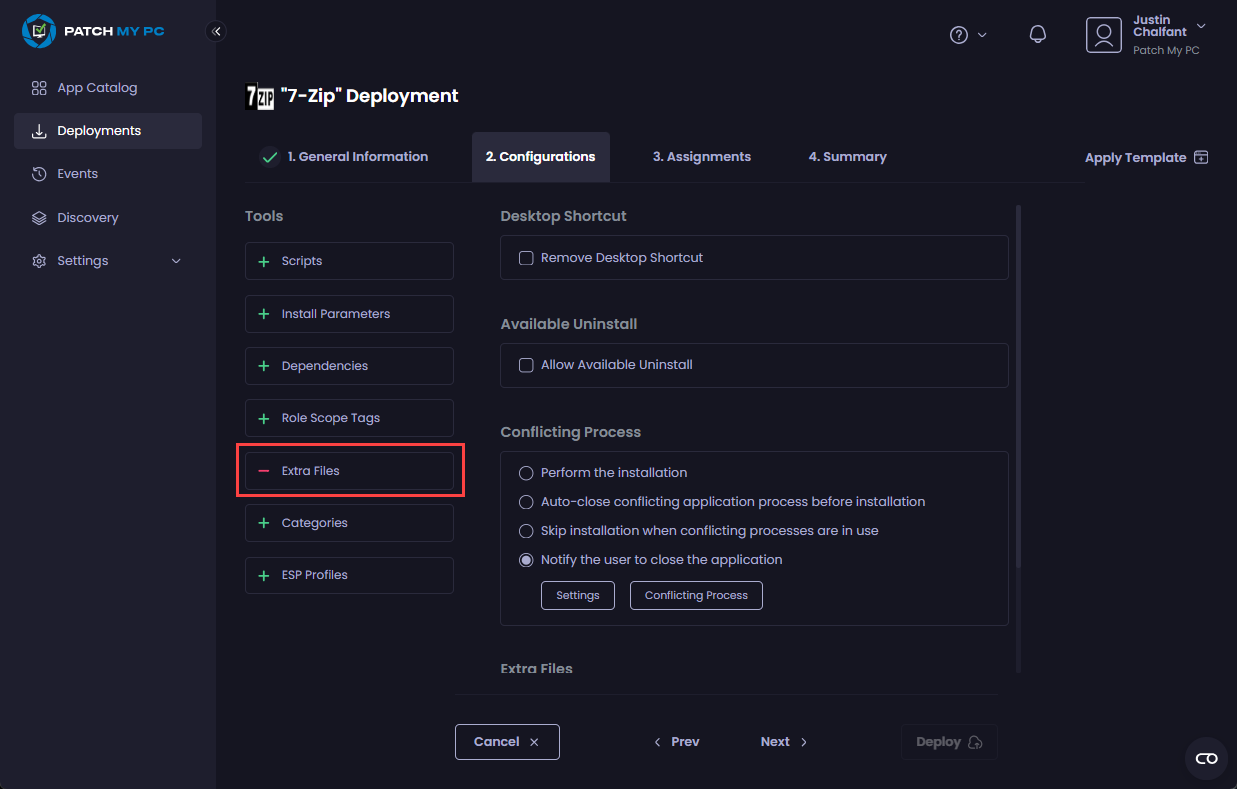 PATCH MY PC
App Catalog
Deployments
Events
Discovery
Settings
Justin
Chalfant
Patch My PC
7ZIP "7-Zip" Deployment
1. General Information
2. Configurations
3. Assignments
4. Summary
Apply Template
Tools
Scripts
Install Parameters
Dependencies
Role Scope Tags
Extra Files
Categories
ESP Profiles
Desktop Shortcut
Remove Desktop Shortcut
Available Uninstall
Allow Available Uninstall
Conflicting Process
Perform the installation
Auto-close conflicting application process before installation
Skip installation when conflicting processes are in use
Notify the user to close the application
Settings
Conflicting Process
Extra Files
Cancel
Prev
Next
Deploy